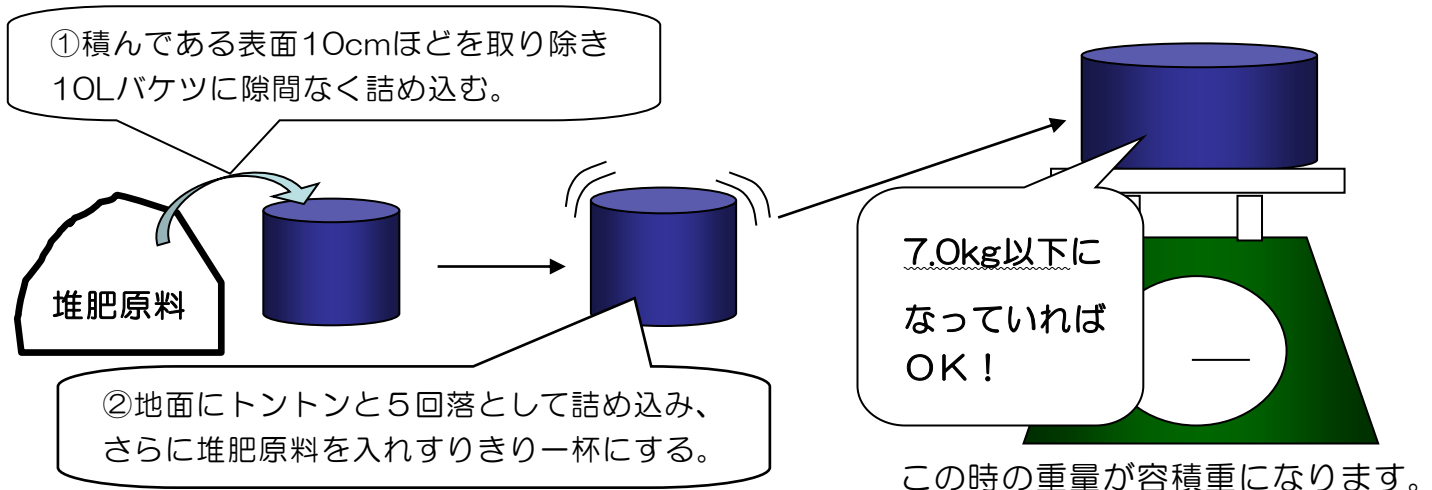 ①積んである表面10cmほどを取り除き
10Lバケツに隙間なく詰め込む。
堆肥原料
②地面にトントンと５回落として詰め込み、
さらに堆肥原料を入れすりきり一杯にする。
7.0kg以下に
なっていれば
ＯＫ！
この時の重量が容積重になります。